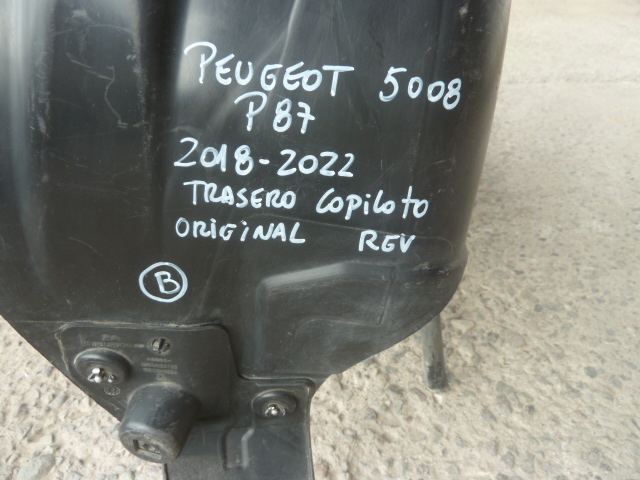 PEUGEOT 5008
P87
2018-2022
TRASERO COPILOTO
ORIGINAL REV
B